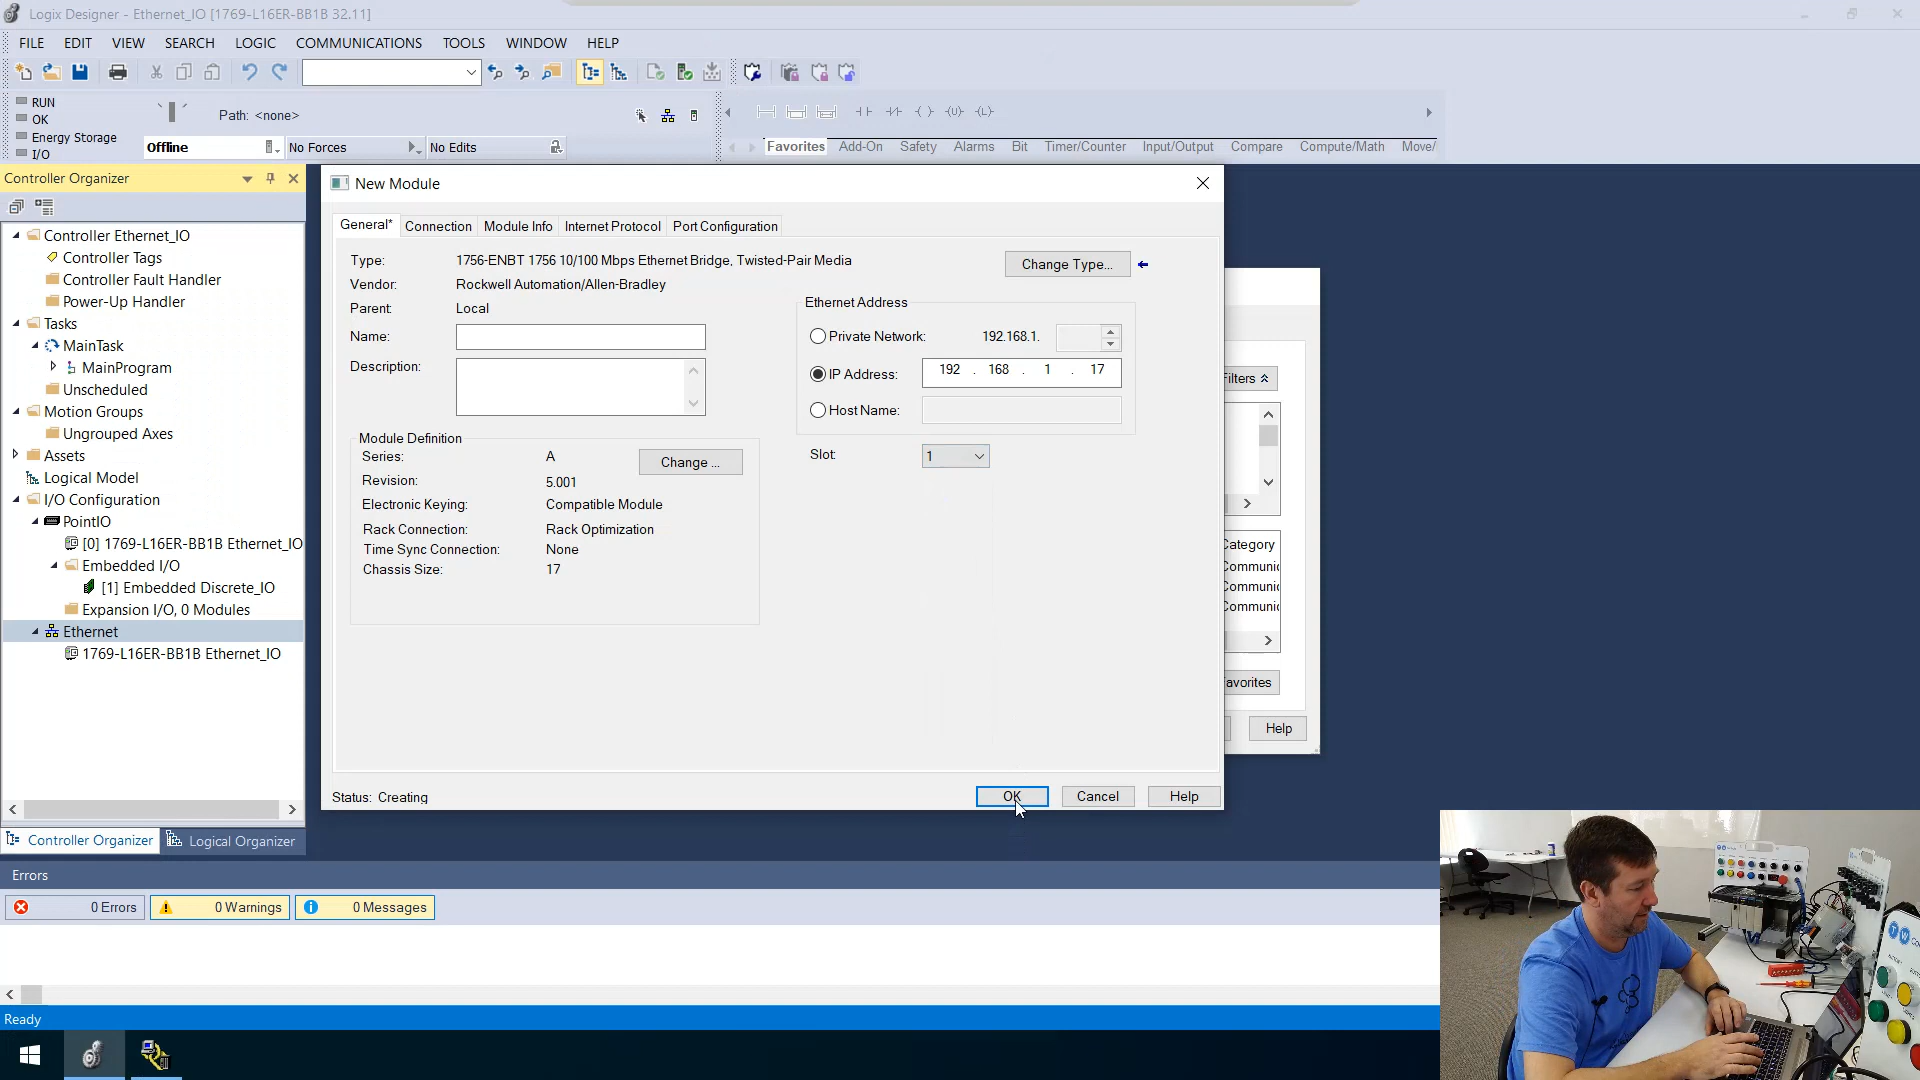 Logix Designer - Ethernet_IO [1769-L16ER-BB1B 32.11]
FILE EDIT VIEW SEARCH LOGIC COMMUNICATIONS TOOLS WINDOW HELP
RUN
OK
Energy Storage
I/O
Path: <none>
Offline
No Forces
No Edits
Favorites Add-On Safety Alarms Bit Timer/Counter Input/Output Compare Compute/Math Move/
Controller Organizer
Controller Ethernet_IO
Controller Tags
Controller Fault Handler
Power-Up Handler
Tasks
MainTask
MainProgram
Unscheduled
Motion Groups
Ungrouped Axes
Assets
Logical Model
I/O Configuration
PointIO
[0] 1769-L16ER-BB1B Ethernet_IO
Embedded I/O
[1] Embedded Discrete_IO
Expansion I/O, 0 Modules
Ethernet
1769-L16ER-BB1B Ethernet_IO
Controller Organizer
Logical Organizer
New Module
General* Connection Module Info Internet Protocol Port Configuration
Type: 1756-ENBT 1756 10/100 Mbps Ethernet Bridge, Twisted-Pair Media
Change Type...
Vendor: Rockwell Automation/Allen-Bradley
Parent: Local
Name:
Description:
Ethernet Address
Private Network: 192.168.1.
IP Address: 192 . 168 . 1 . 17
Host Name:
Slot: 1
Module Definition
Series: A
Change ...
Revision: 5.001
Electronic Keying: Compatible Module
Rack Connection: Rack Optimization
Time Sync Connection: None
Chassis Size: 17
Status: Creating
OK
Cancel
Help
Filters
Category
Communic
Communic
Communic
avorites
Help
Errors
0 Errors
0 Warnings
0 Messages
Ready